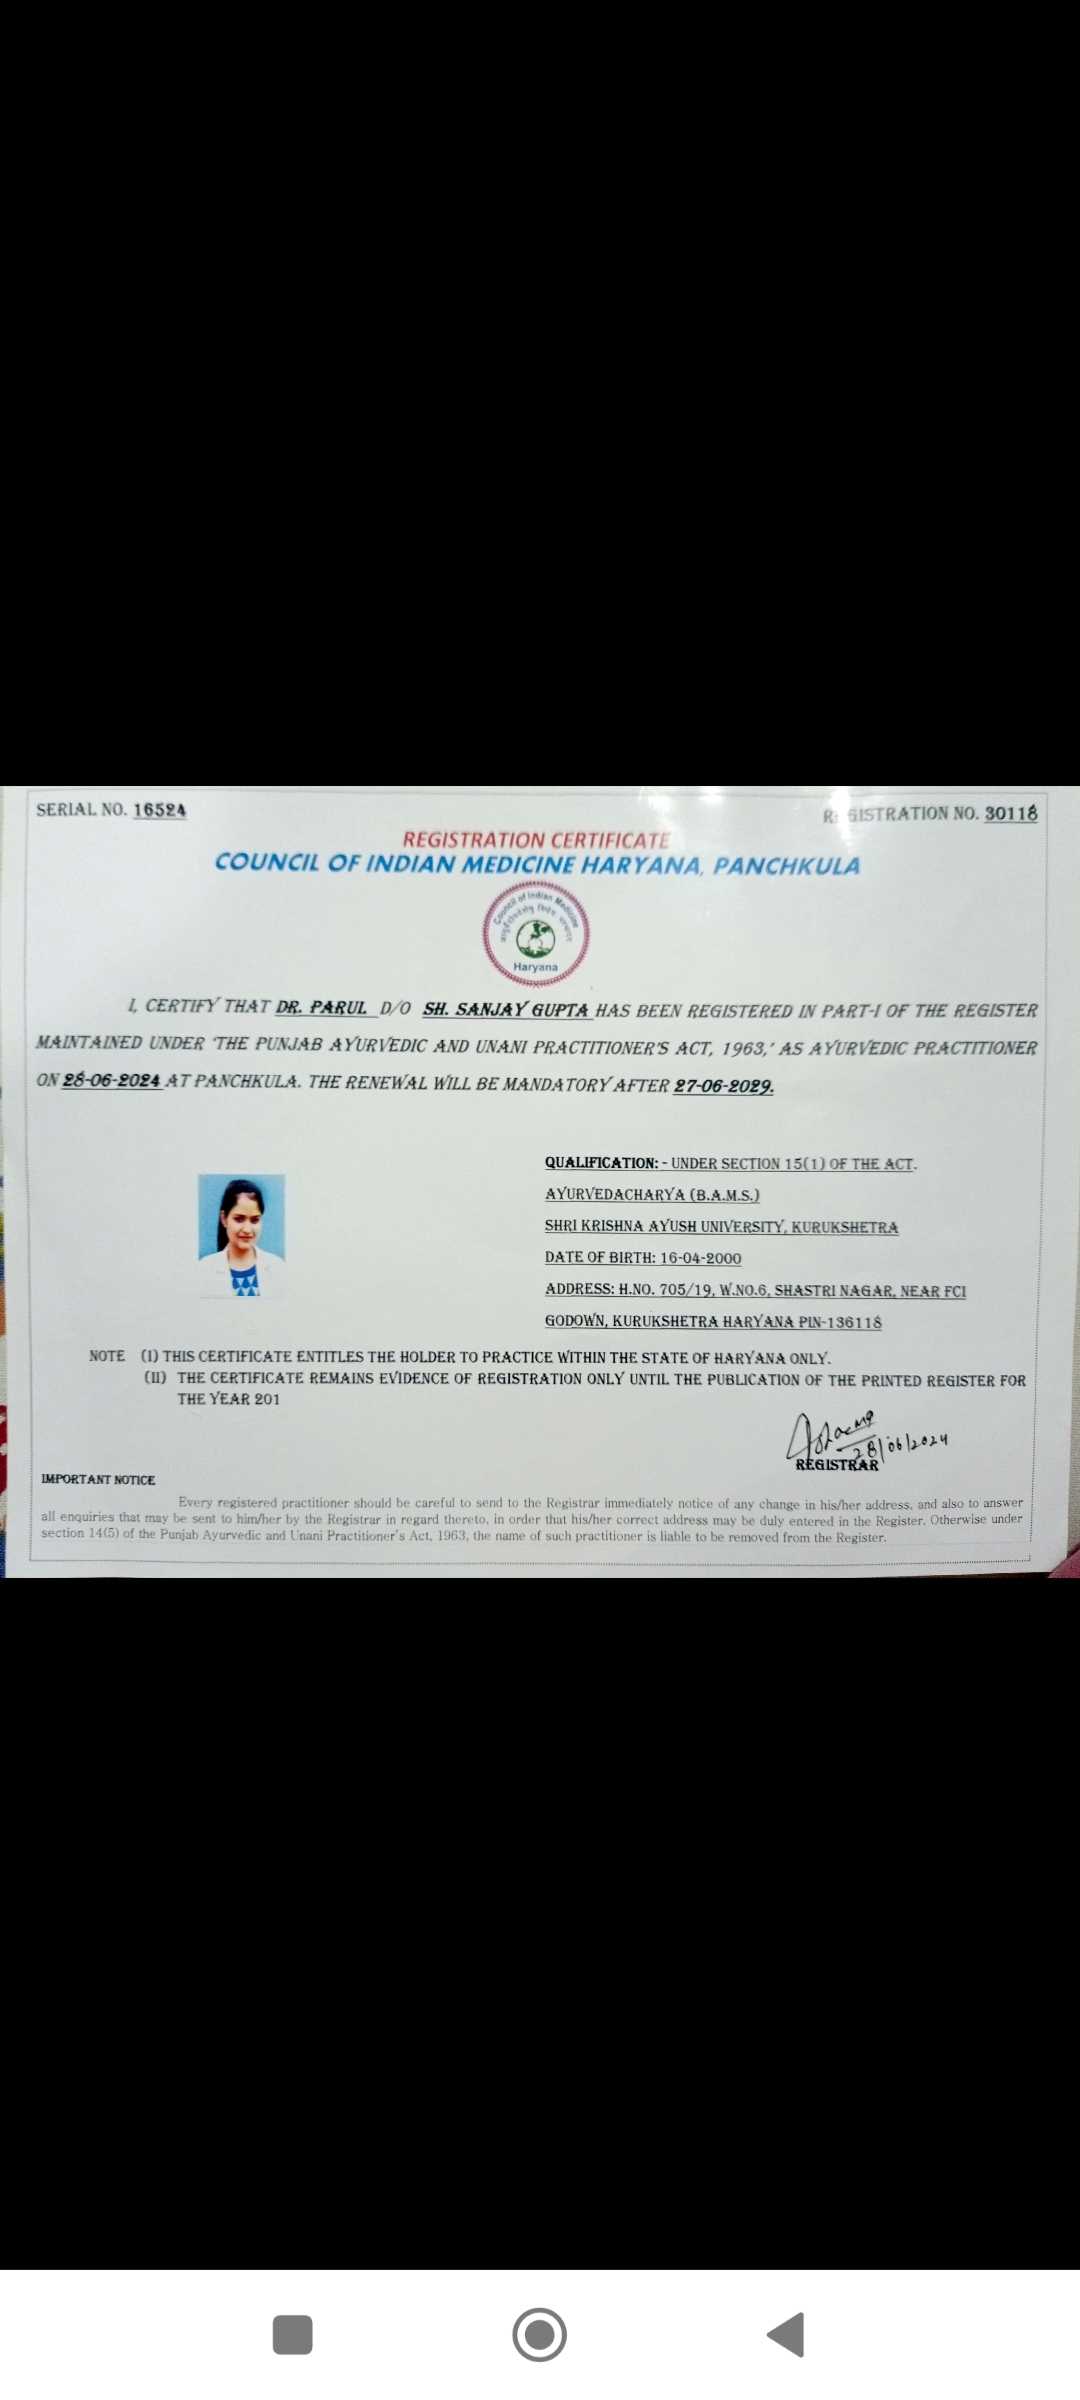 SERIAL NO. 16524
REGISTRATION NO. 30118
REGISTRATION CERTIFICATE
COUNCIL OF INDIAN MEDICINE HARYANA, PANCHKULA
Council of Indian Medicine
Haryana
I, CERTIFY THAT DR. PARUL D/O SH. SANJAY GUPTA HAS BEEN REGISTERED IN PART-I OF THE REGISTER
MAINTAINED UNDER 'THE PUNJAB AYURVEDIC AND UNANI PRACTITIONER'S ACT, 1963,' AS AYURVEDIC PRACTITIONER
ON 28-06-2024 AT PANCHKULA. THE RENEWAL WILL BE MANDATORY AFTER 27-06-2029.
QUALIFICATION: - UNDER SECTION 15(1) OF THE ACT.
AYURVEDACHARYA (B.A.M.S.)
SHRI KRISHNA AYUSH UNIVERSITY, KURUKSHETRA
DATE OF BIRTH: 16-04-2000
ADDRESS: H.NO. 705/19, W.NO.6, SHASTRI NAGAR, NEAR FCI
GODOWN, KURUKSHETRA HARYANA PIN-136118
NOTE (I) THIS CERTIFICATE ENTITLES THE HOLDER TO PRACTICE WITHIN THE STATE OF HARYANA ONLY.
(II) THE CERTIFICATE REMAINS EVIDENCE OF REGISTRATION ONLY UNTIL THE PUBLICATION OF THE PRINTED REGISTER FOR
THE YEAR 201
28/06/2024
REGISTRAR
IMPORTANT NOTICE
Every registered practitioner should be careful to send to the Registrar immediately notice of any change in his/her address, and also to answer
all enquiries that may be sent to him/her by the Registrar in regard thereto, in order that his/her correct address may be duly entered in the Register. Otherwise under
section 14(5) of the Punjab Ayurvedic and Unani Practitioner's Act, 1963, the name of such practitioner is liable to be removed from the Register.